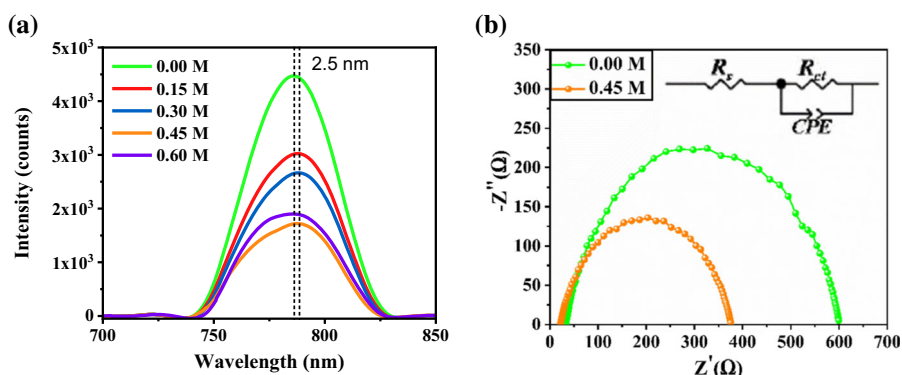 (a)
5x10³
4x10³
3x10³
2x10³
1x10³
0
Intensity (counts)
0.00 M
0.15 M
0.30 M
0.45 M
0.60 M
2.5 nm
700 750 800 850
Wavelength (nm)
(b)
350
300
250
200
150
100
50
0
-Z''(Ω)
0.00 M
0.45 M
Rs Rct
CPE
0 100 200 300 400 500 600 700
Z'(Ω)